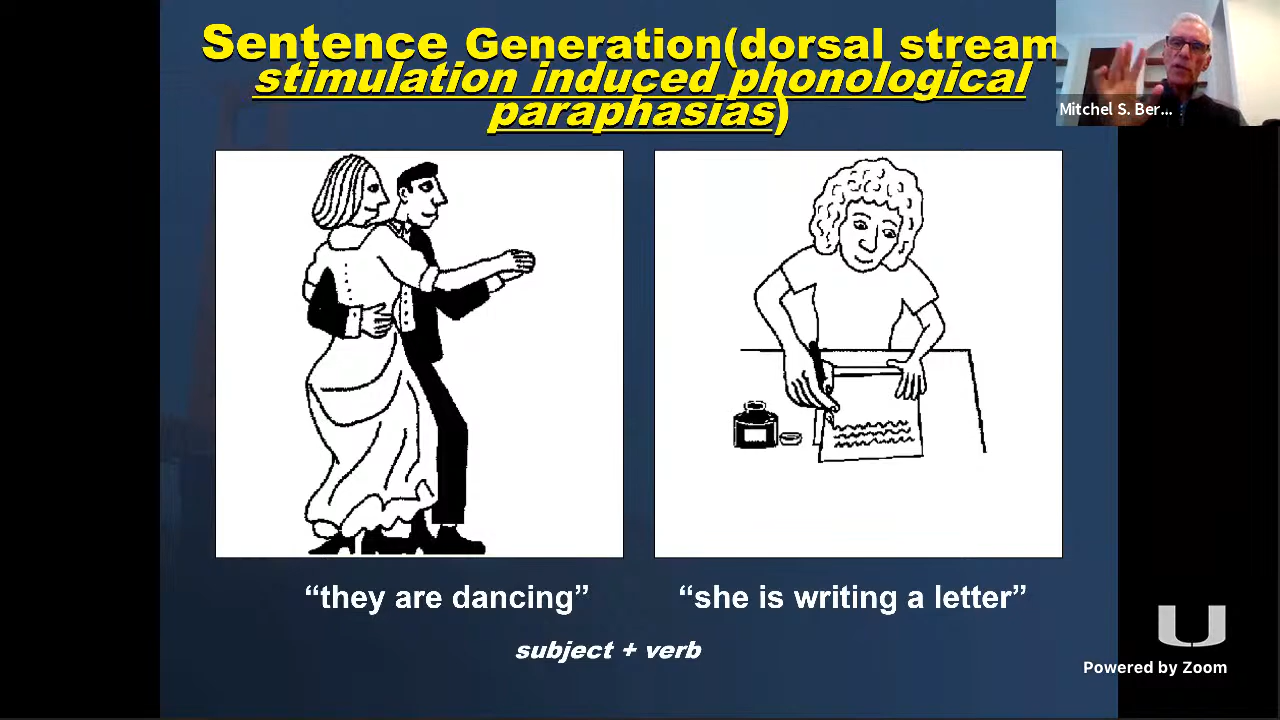 Sentence Generation(dorsal stream
stimulation induced phonological
paraphasias)
Mitchel S. Ber...
“they are dancing”
“she is writing a letter”
subject + verb
U
Powered by Zoom